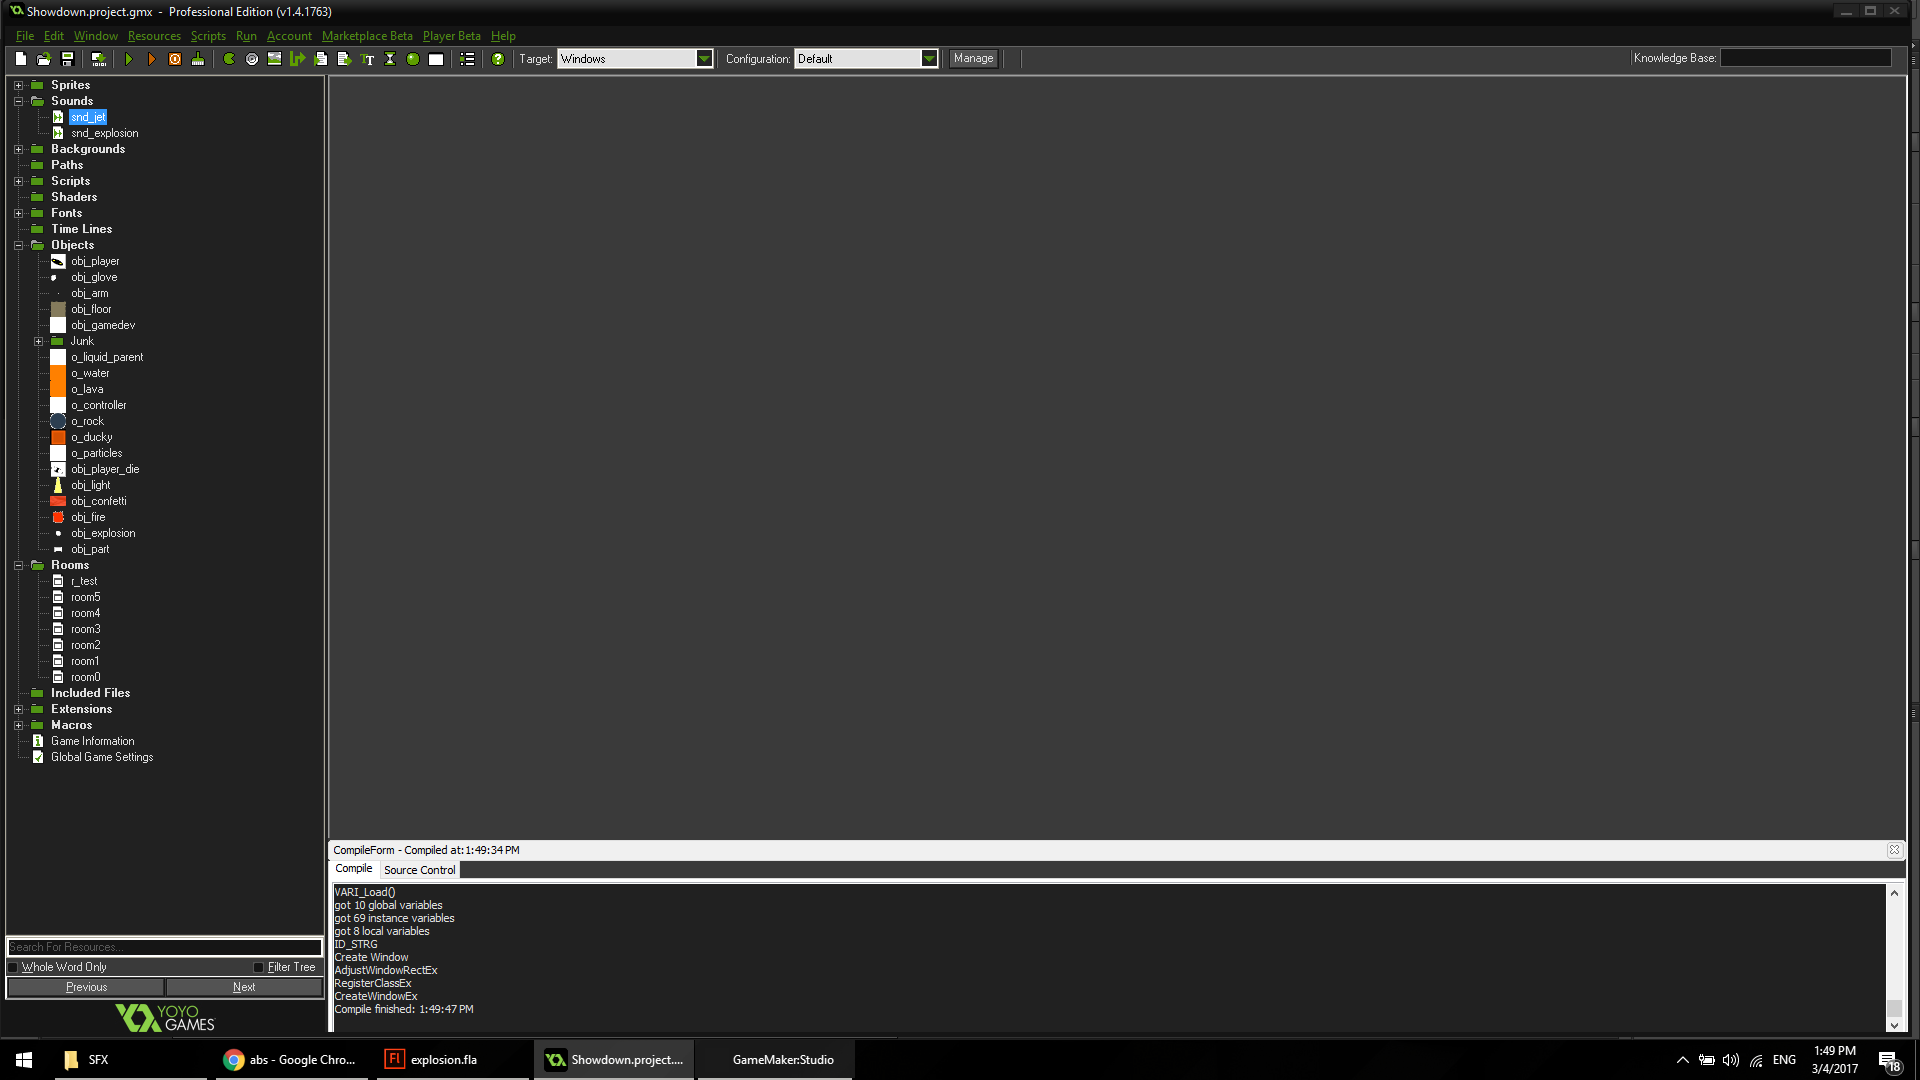 Showdown.project.gmx - Professional Edition (v1.4.1763)
File Edit Window Resources Scripts Run Account Marketplace Beta Player Beta Help
Target: Windows Configuration: Default Manage Knowledge Base:
Sprites
Sounds
snd_jet
snd_explosion
Backgrounds
Paths
Scripts
Shaders
Fonts
Time Lines
Objects
obj_player
obj_glove
obj_arm
obj_floor
obj_gamedev
Junk
o_liquid_parent
o_water
o_lava
o_controller
o_rock
o_ducky
o_particles
obj_player_die
obj_light
obj_confetti
obj_fire
obj_explosion
obj_part
Rooms
r_test
room5
room4
room3
room2
room1
room0
Included Files
Extensions
Macros
Game Information
Global Game Settings
Search For Resources...
Whole Word Only Filter Tree
Previous Next
YOYO
GAMES
CompileForm - Compiled at:1:49:34 PM
Compile Source Control
VARI_Load()
got 10 global variables
got 69 instance variables
got 8 local variables
ID_STRG
Create Window
AdjustWindowRectEx
RegisterClassEx
CreateWindowEx
Compile finished: 1:49:47 PM
SFX abs - Google Chro... Fl explosion.fla Showdown.project.... GameMaker:Studio ENG 1:49 PM 18
3/4/2017